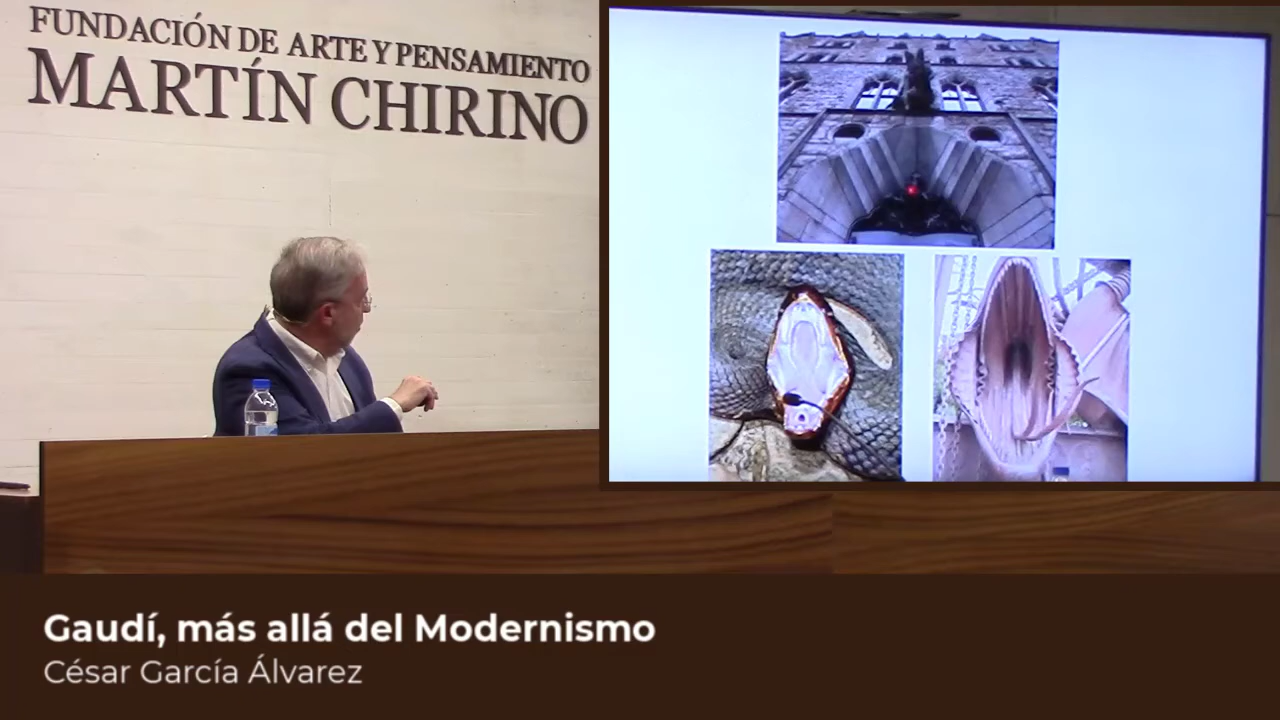 FUNDACIÓN DE ARTE Y PENSAMIENTO
MARTÍN CHIRINO
Gaudí, más allá del Modernismo
César García Álvarez